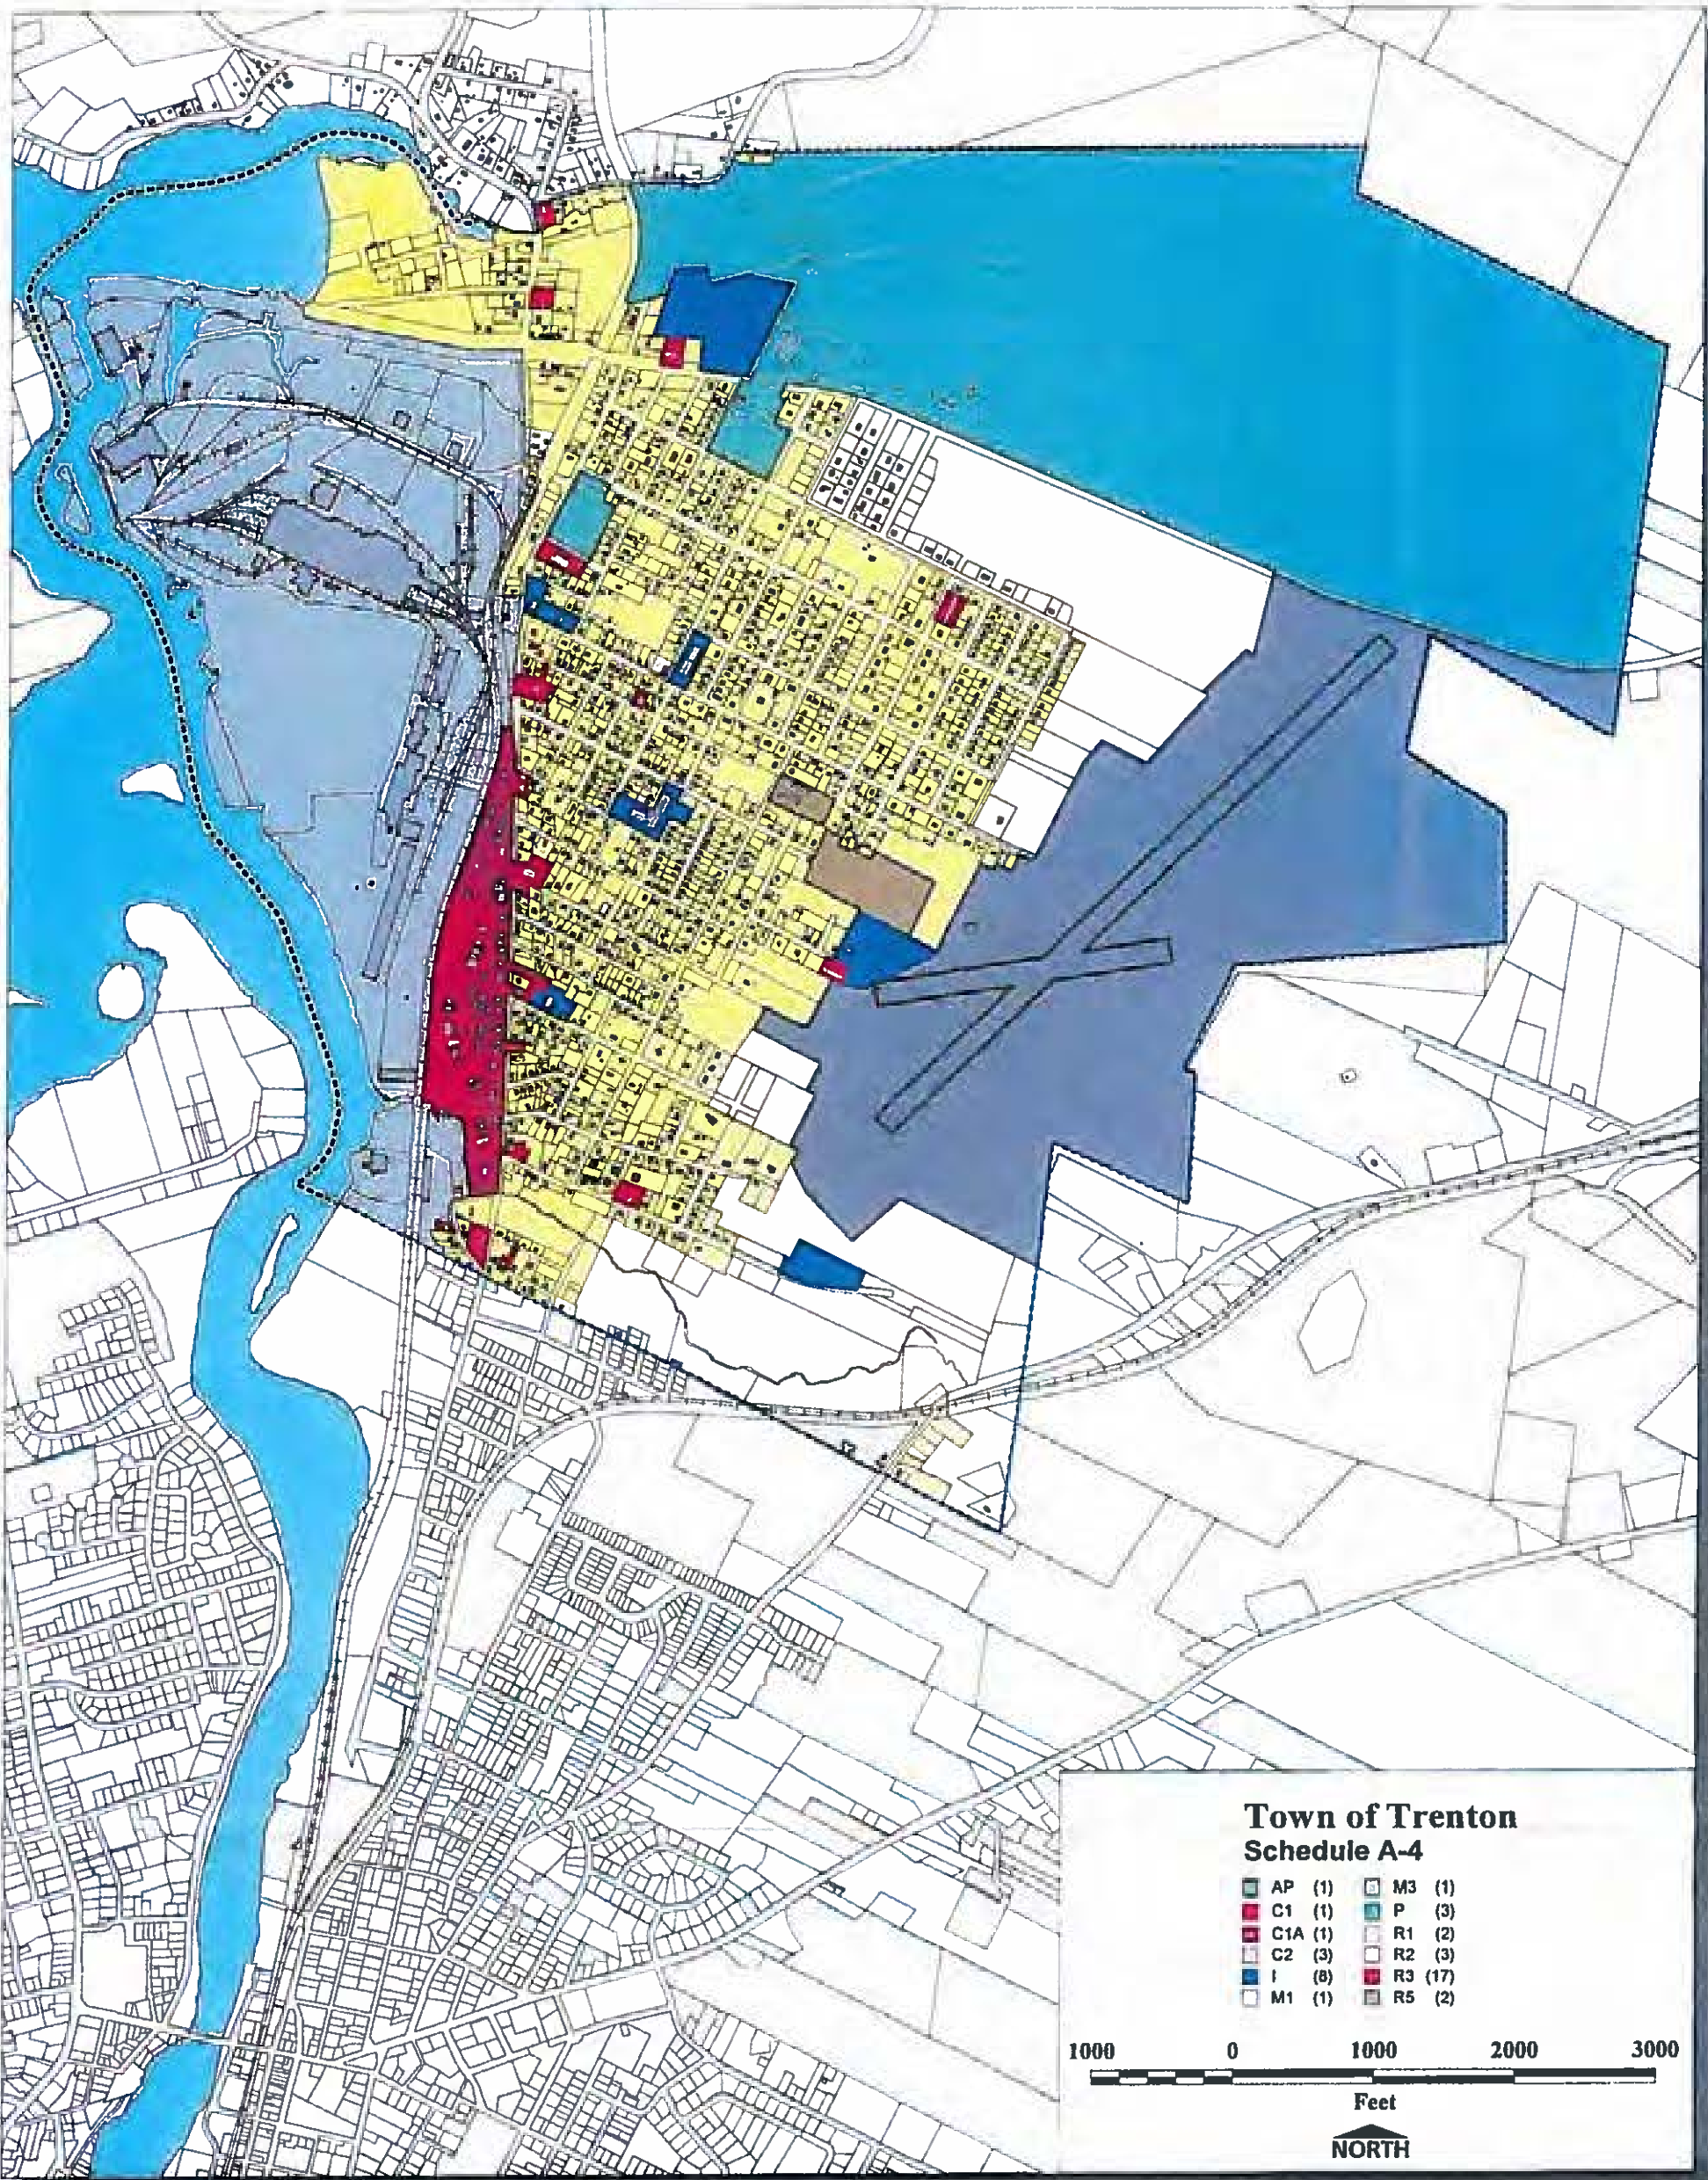 Town of Trenton
Schedule A-4
AP (1) M3 (1)
C1 (1) P (3)
C1A (1) R1 (2)
C2 (3) R2 (3)
I (8) R3 (17)
M1 (1) R5 (2)
1000 0 1000 2000 3000
Feet
NORTH